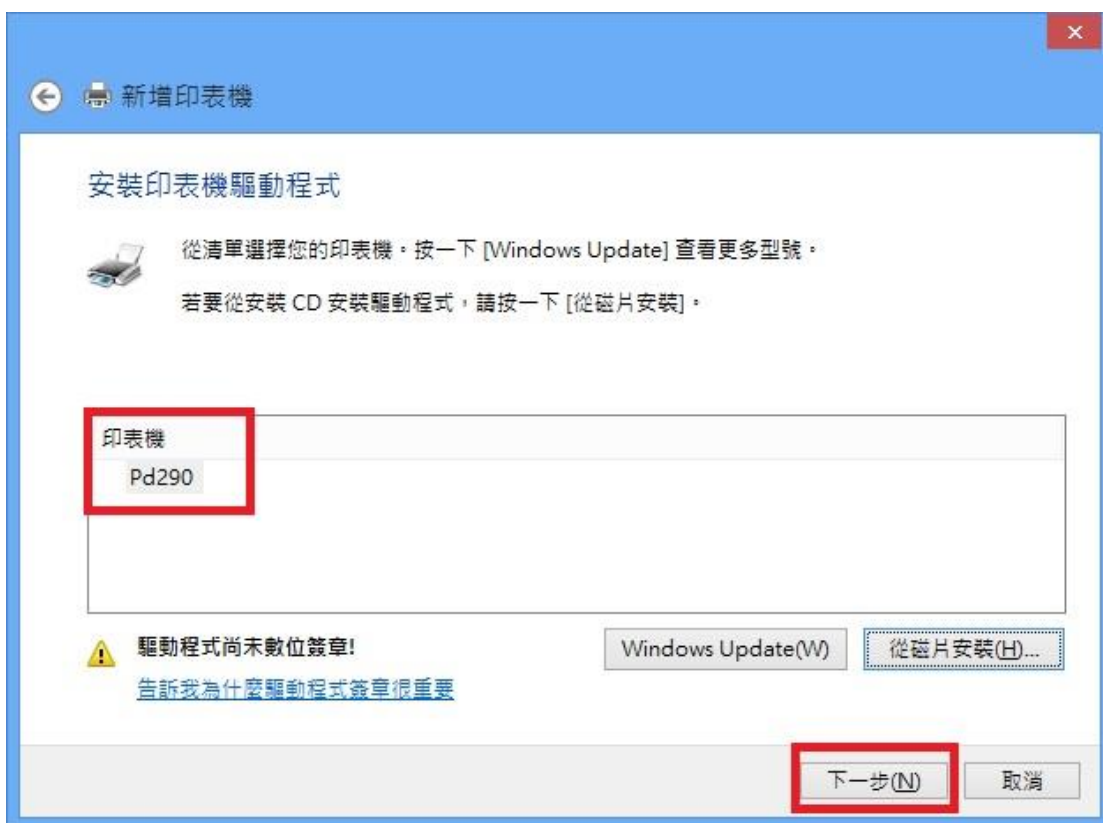 新增印表機
安裝印表機驅動程式
從清單選擇您的印表機。按一下 [Windows Update] 查看更多型號。
若要從安裝 CD 安裝驅動程式，請按一下 [從磁片安裝]。
印表機
Pd290
驅動程式尚未數位簽章!
告訴我為什麼驅動程式簽章很重要
Windows Update(W)
從磁片安裝(H)...
下一步(N)
取消